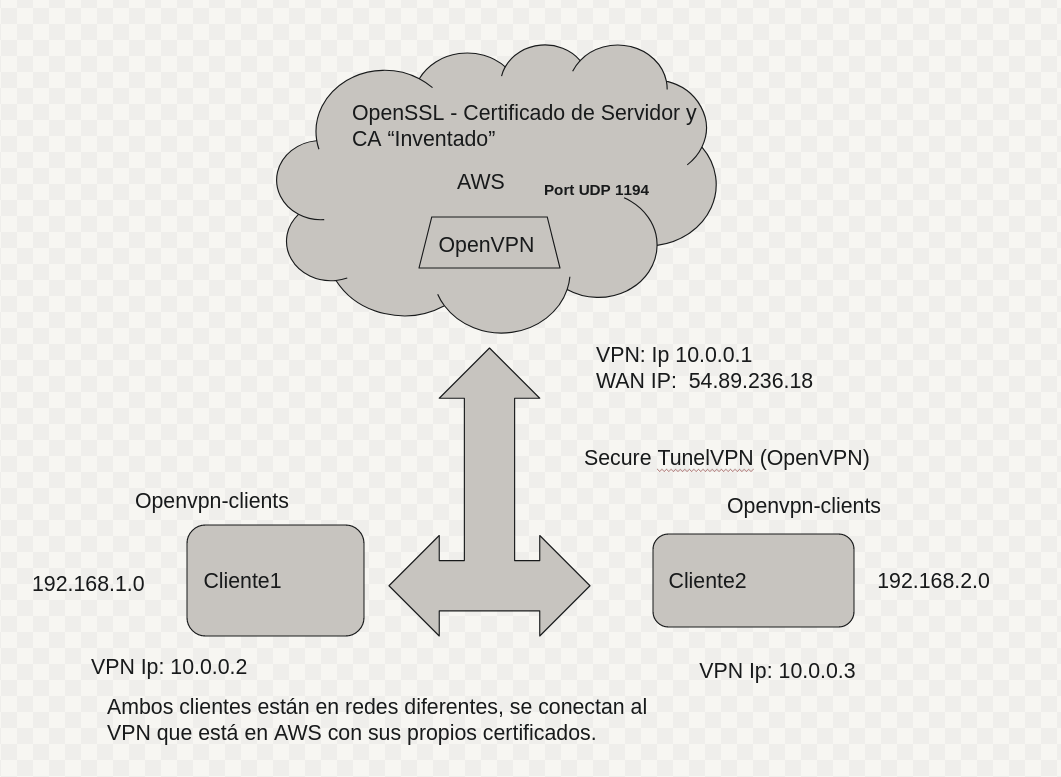 OpenSSL - Certificado de Servidor y
CA “Inventado”
AWS
Port UDP 1194
OpenVPN
VPN: Ip 10.0.0.1
WAN IP:  54.89.236.18
Secure TunelVPN (OpenVPN)
Openvpn-clients
Openvpn-clients
192.168.1.0
Cliente1
Cliente2
192.168.2.0
VPN Ip: 10.0.0.2
VPN Ip: 10.0.0.3
Ambos clientes están en redes diferentes, se conectan al
VPN que está en AWS con sus propios certificados.